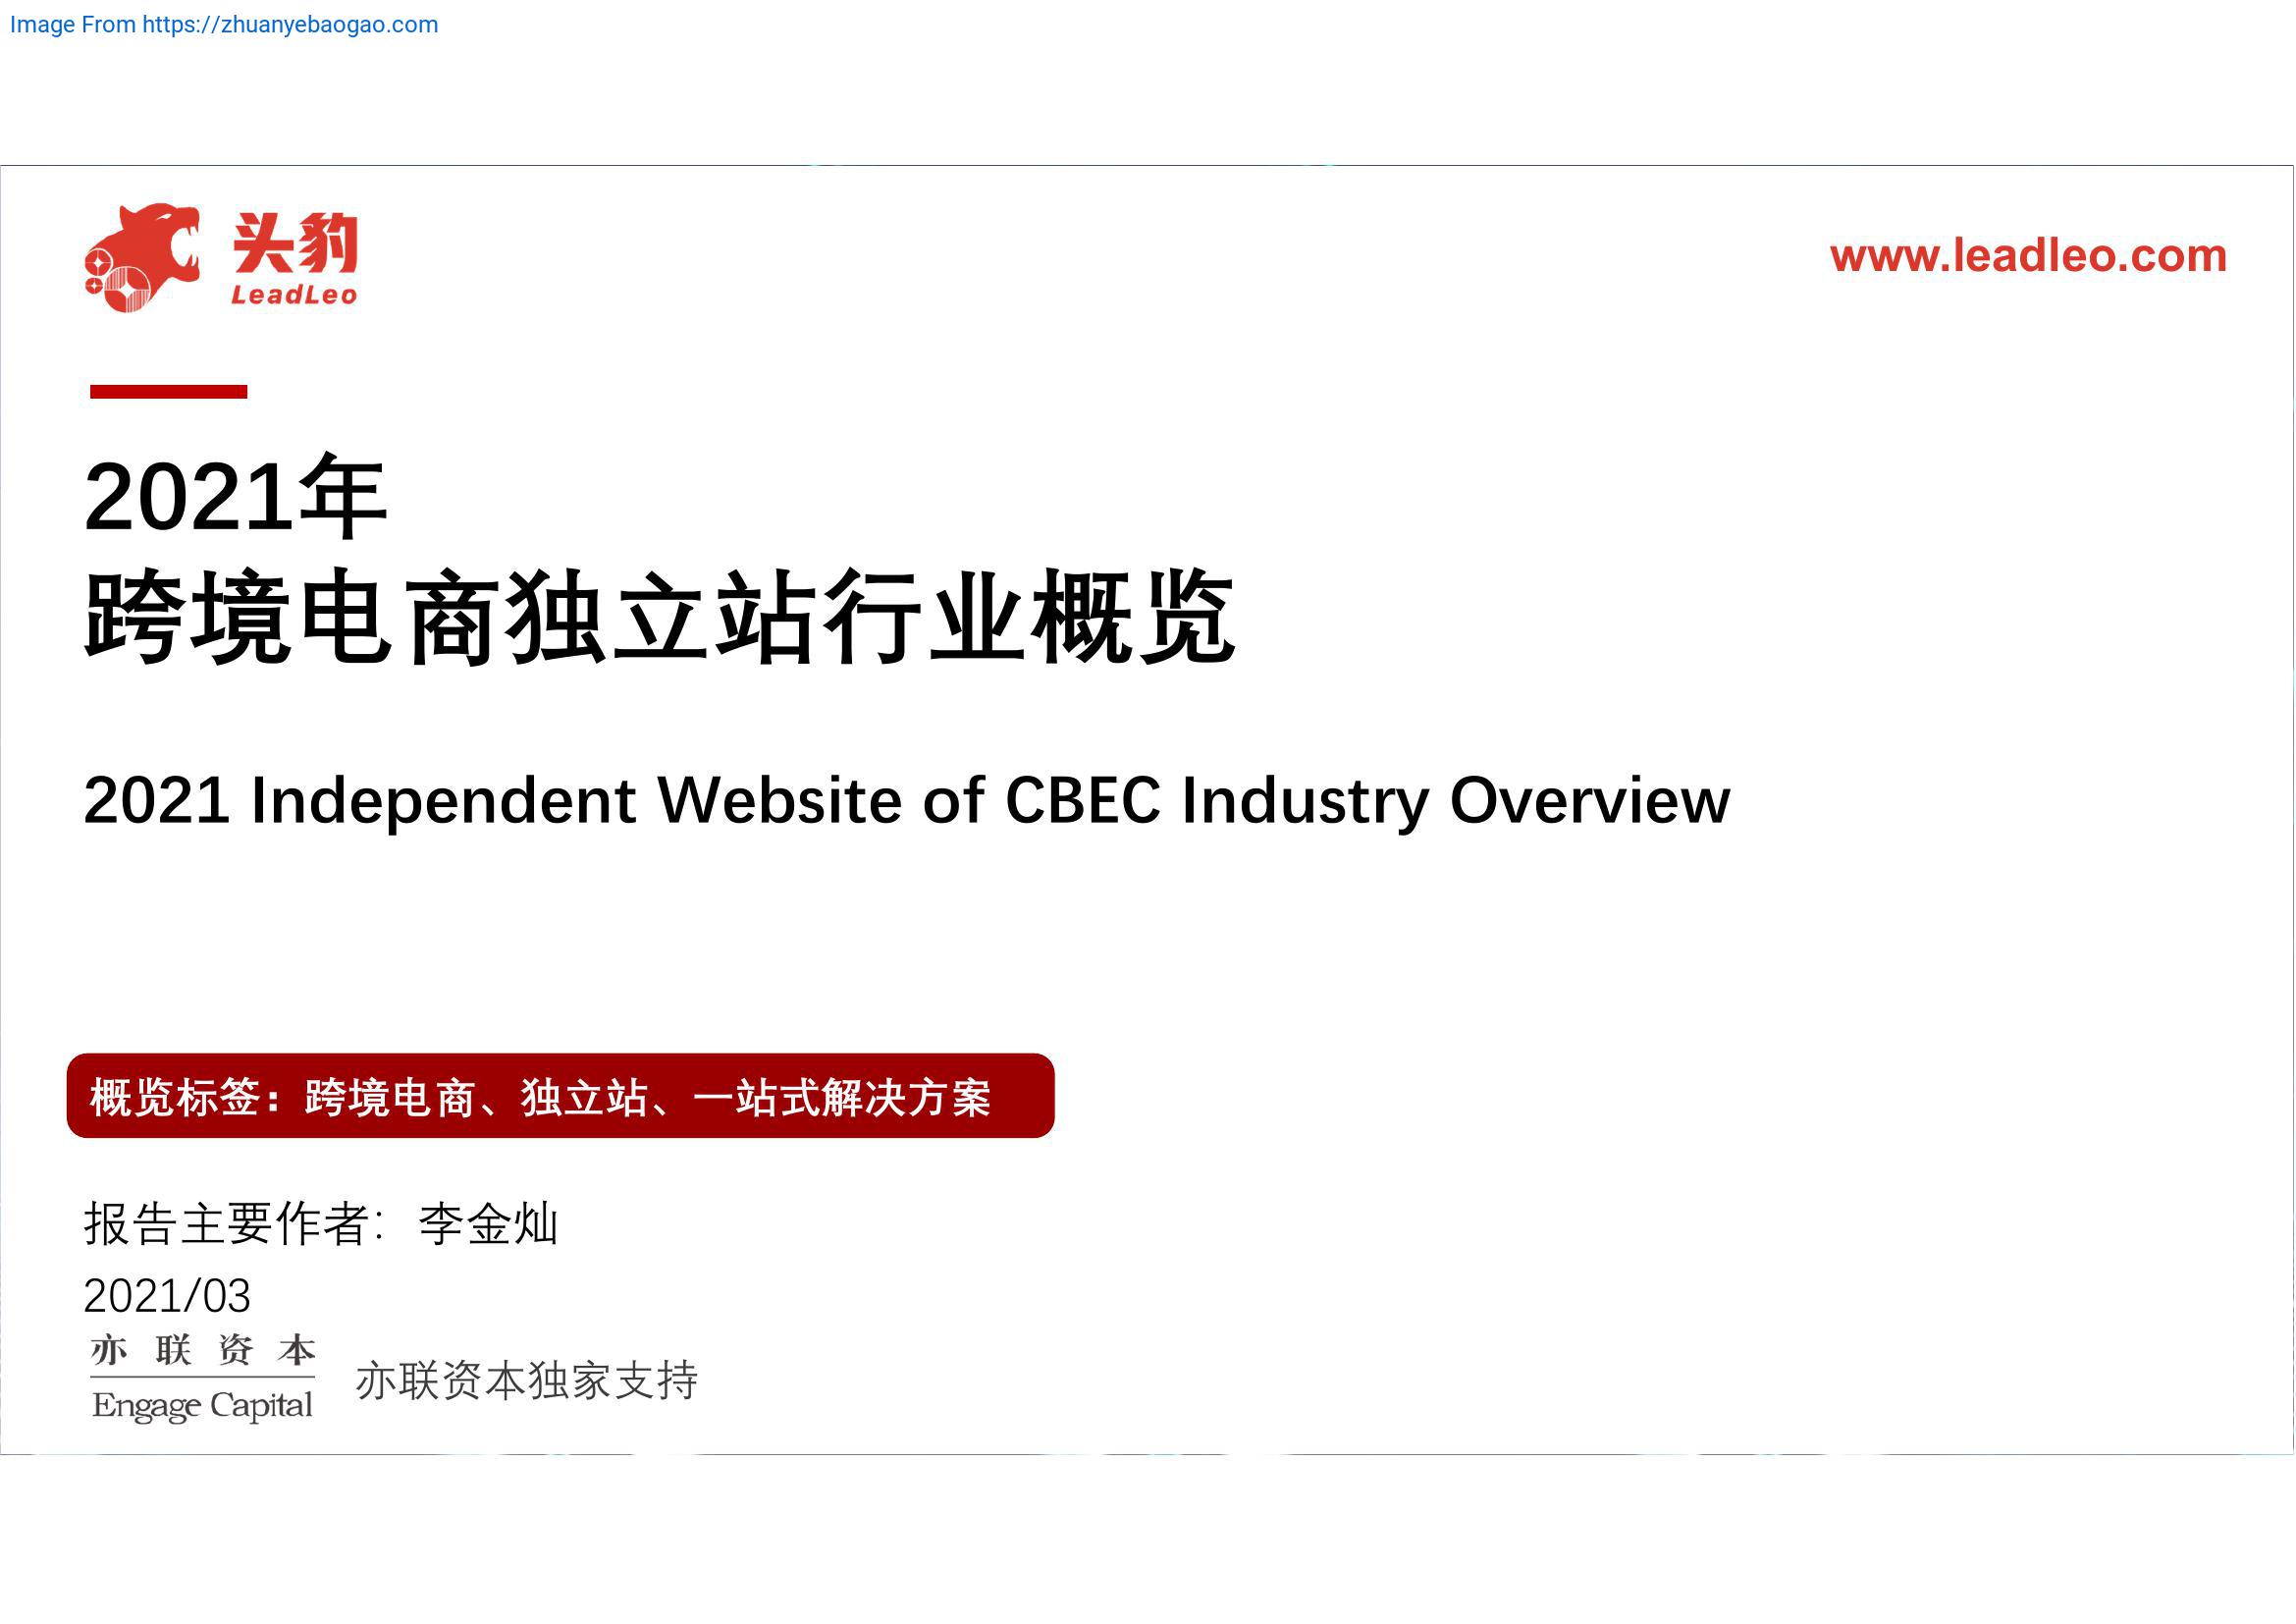 Image From https://zhuanyebaogao.com
头豹
LeadLeo
www.leadleo.com
2021年
跨境电商独立站行业概览
2021 Independent Website of CBEC Industry Overview
概览标签：跨境电商、独立站、一站式解决方案
报告主要作者：李金灿
2021/03
亦联资本
Engage Capital
亦联资本独家支持